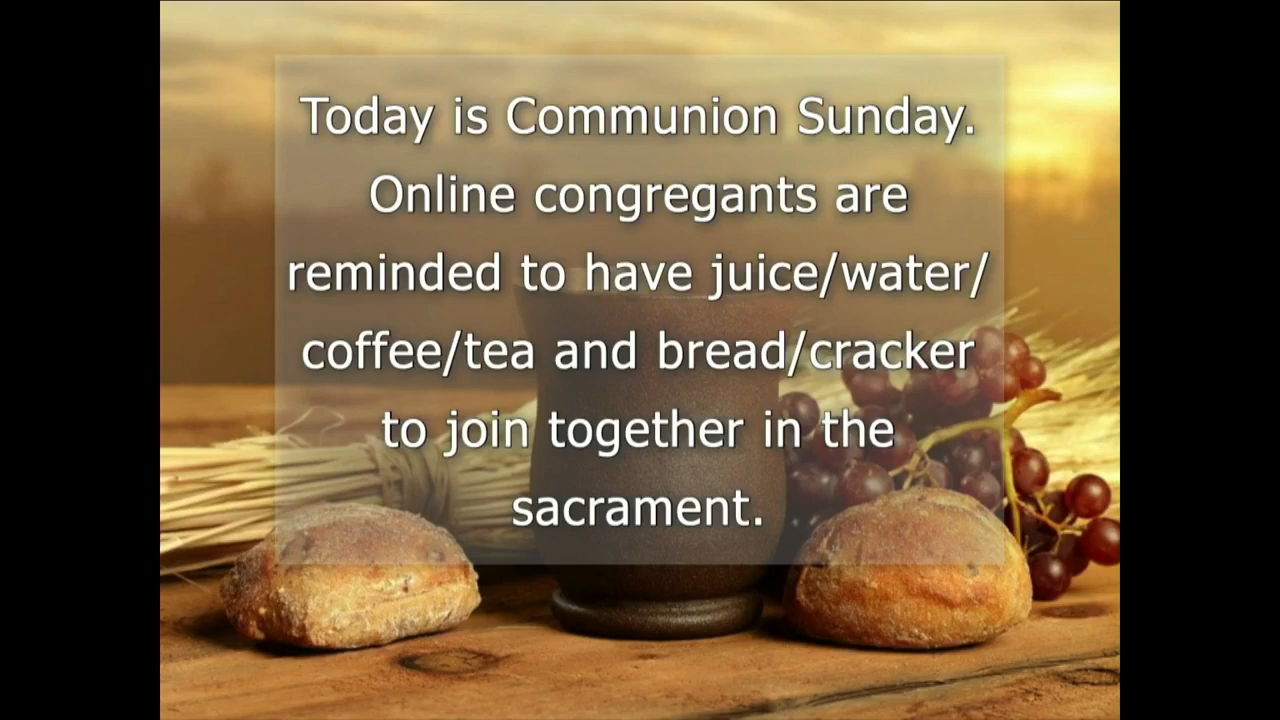 Today is Communion Sunday.
Online congregants are
reminded to have juice/water/
coffee/tea and bread/cracker
to join together in the
sacrament.